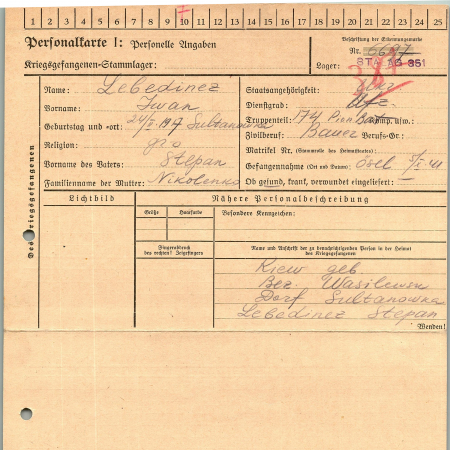 1 2 3 4 5 6 7 8 9 10 11 12 13 14 15 16 17 18 19 20 21 22 23 24 25
Personalkarte I: Personelle Angaben
Kriegsgefangenen-Stammlager:
Beschriftung der Erkennungsmarke
Nr.
Lager: STALAG 351
Des Kriegsgefangenen
Name: Lebedinez
Vorname: Iwan
Geburtstag und -ort: Sultanowka
Religion:
Vorname des Vaters: Stepan
Familienname der Mutter: Nikolenko
Staatsangehörigkeit:
Dienstgrad:
Truppenteil: 174 Pion. Bat. Komp. usw.:
Zivilberuf: Bauer Berufs-Gr.:
Matrikel Nr. (Stammrolle des Heimatstaates):
Gefangennahme (Ort und Datum): Ösel
Ob gesund, krank, verwundet eingeliefert: —
Lichtbild
Nähere Personalbeschreibung
Größe Haarfarbe
Besondere Kennzeichen:
Fingerabdruck
des rechten! Zeigefingers
Name und Anschrift der zu benachrichtigenden Person in der Heimat
des Kriegsgefangenen
Kiew geb
Bez. Wasilewsk
Dorf Sultanowka
Lebedinez Stepan
Wenden!